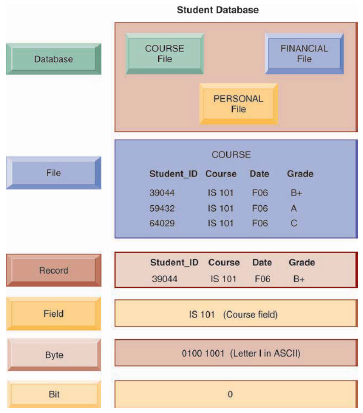 Student Database
Database
COURSE
File
FINANCIAL
File
PERSONAL
File
File
COURSE
Student_ID Course Date Grade
39044 IS 101 F06 B+
59432 IS 101 F06 A
64029 IS 101 F06 C
Record
Student_ID Course Date Grade
39044 IS 101 F06 B+
Field
IS 101 (Course field)
Byte
0100 1001 (Letter I in ASCII)
Bit
0